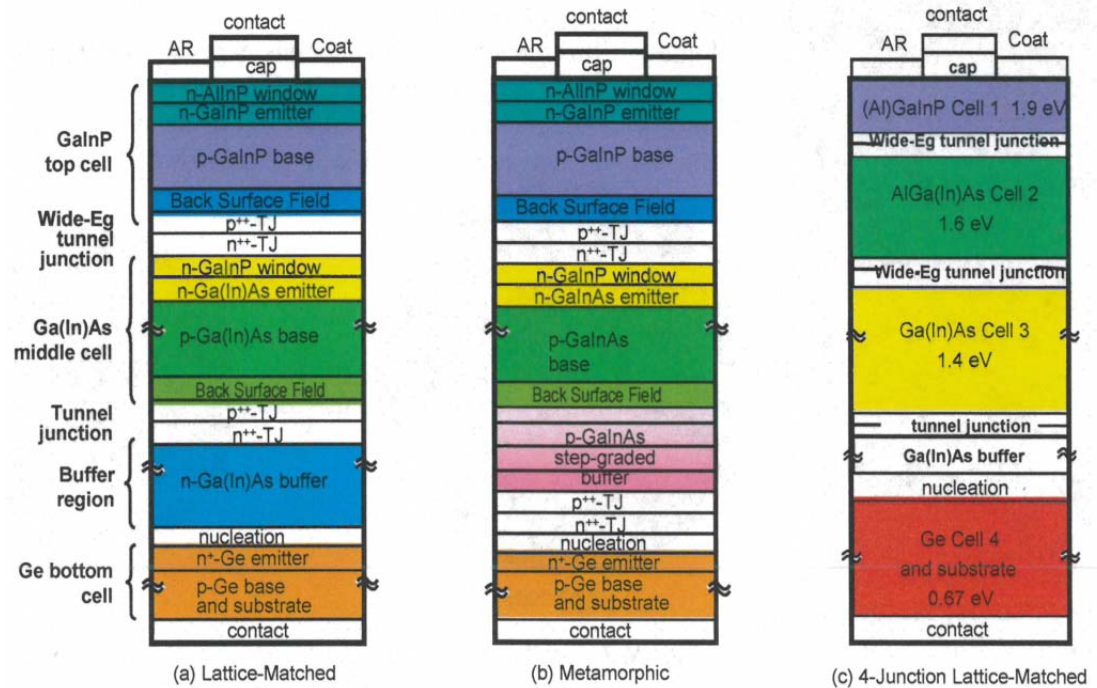 contact
AR
Coat
cap
n-AlInP window
n-GaInP emitter
p-GaInP base
Back Surface Field
p++-TJ
n++-TJ
n-GaInP window
n-Ga(In)As emitter
p-Ga(In)As base
Back Surface Field
p++-TJ
n++-TJ
n-Ga(In)As buffer
nucleation
n+-Ge emitter
p-Ge base
and substrate
contact
GaInP
top cell
Wide-Eg
tunnel
junction
Ga(In)As
middle cell
Tunnel
junction
Buffer
region
Ge bottom
cell
(a) Lattice-Matched
contact
AR
Coat
cap
n-AlInP window
n-GaInP emitter
p-GaInP base
Back Surface Field
p++-TJ
n++-TJ
n-GaInP window
n-GaInAs emitter
p-GaInAs
base
Back Surface Field
p-GaInAs
step-graded
buffer
p++-TJ
n++-TJ
nucleation
n+-Ge emitter
p-Ge base
and substrate
contact
(b) Metamorphic
contact
AR
Coat
cap
(Al)GaInP Cell 1 1.9 eV
Wide-Eg tunnel junction
AlGa(In)As Cell 2
1.6 eV
Wide-Eg tunnel junction
Ga(In)As Cell 3
1.4 eV
tunnel junction
Ga(In)As buffer
nucleation
Ge Cell 4
and substrate
0.67 eV
contact
(c) 4-Junction Lattice-Matched